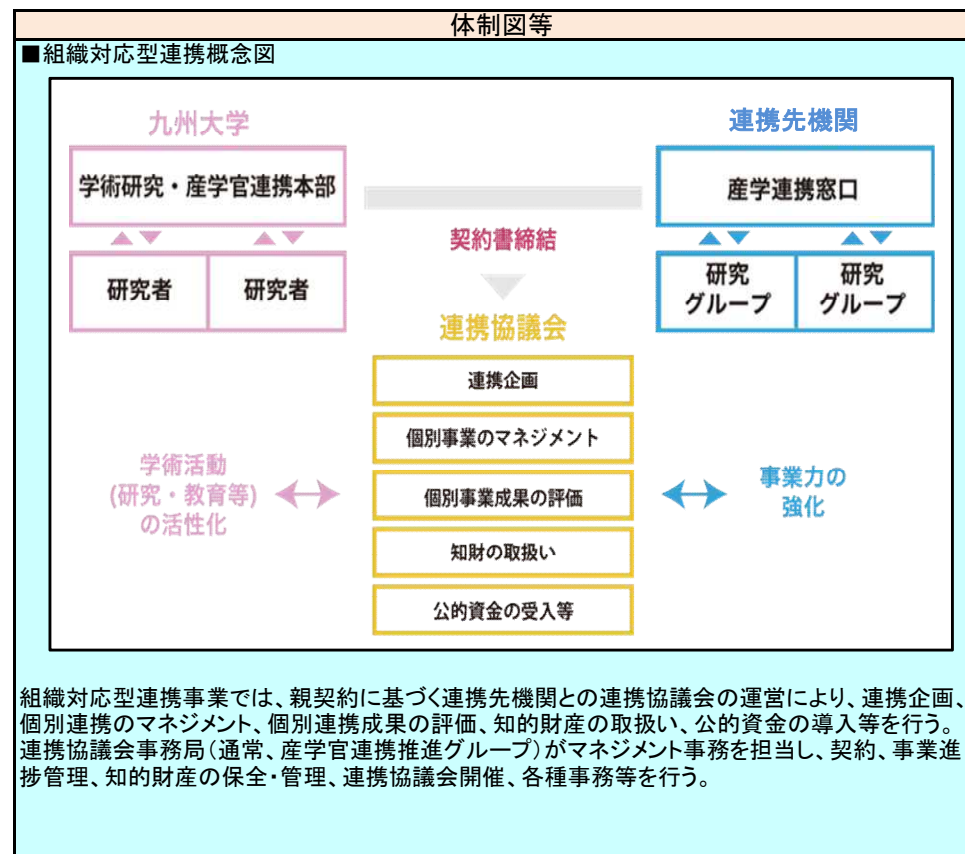 体制図等
■組織対応型連携概念図
九州大学
連携先機関
学術研究・産学官連携本部
産学連携窓口
契約書締結
研究者
研究者
研究
グループ
研究
グループ
連携協議会
連携企画
個別事業のマネジメント
学術活動
(研究・教育等)
の活性化
個別事業成果の評価
事業力の
強化
知財の取扱い
公的資金の受入等
組織対応型連携事業では、親契約に基づく連携先機関との連携協議会の運営により、連携企画、
個別連携のマネジメント、個別連携成果の評価、知的財産の取扱い、公的資金の導入等を行う。
連携協議会事務局(通常、産学官連携推進グループ)がマネジメント事務を担当し、契約、事業進
捗管理、知的財産の保全・管理、連携協議会開催、各種事務等を行う。